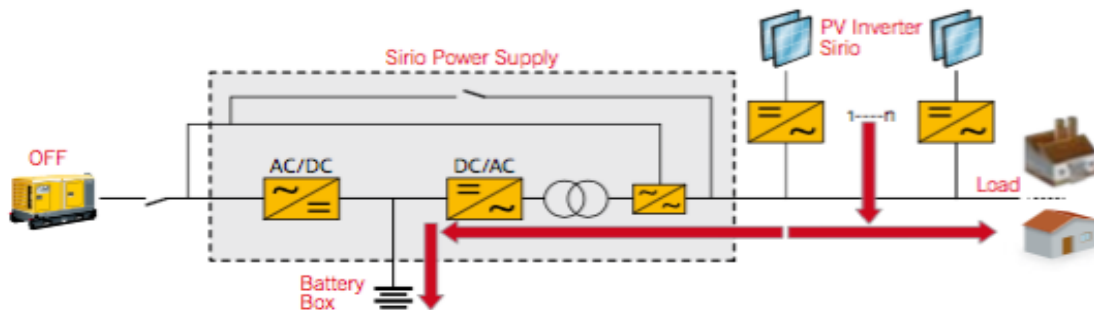 PV Inverter
Sirio
Sirio Power Supply
1----n
OFF
AC/DC
DC/AC
Load
Battery
Box